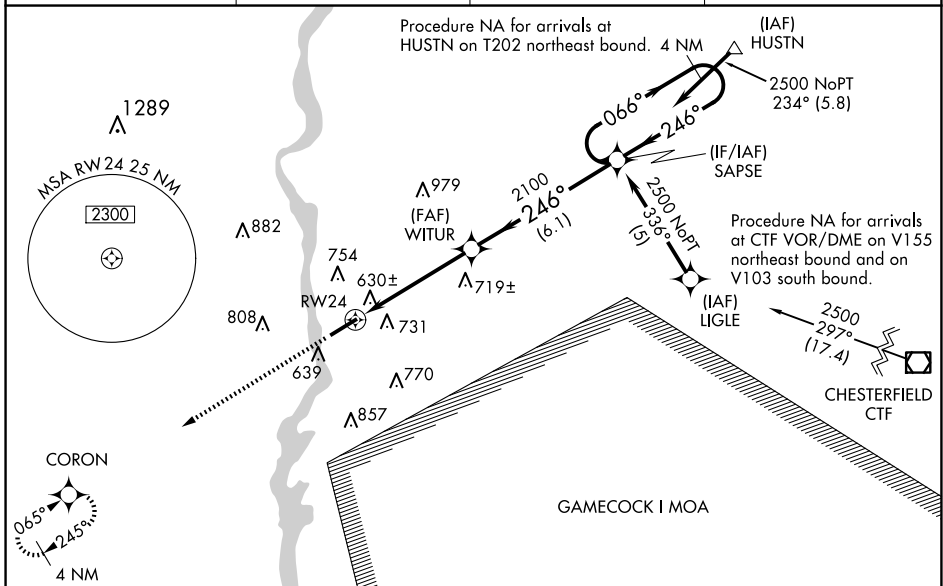 Procedure NA for arrivals at
HUSTN on T202 northeast bound.
4 NM
(IAF)
HUSTN
2500 NoPT
234° (5.8)
066°
246°
(IF/IAF)
SAPSE
1289
MSA RW 24 25 NM
2300
979
2100
246°
(6.1)
(FAF)
WITUR
2500 NoPT
336°
(5)
Procedure NA for arrivals
at CTF VOR/DME on V155
northeast bound and on
V103 south bound.
882
754
630±
719±
RW24
(IAF)
LIGLE
808
731
2500
297°
(17.4)
639
770
CHESTERFIELD
CTF
857
CORON
065°
245°
4 NM
GAMECOCK I MOA